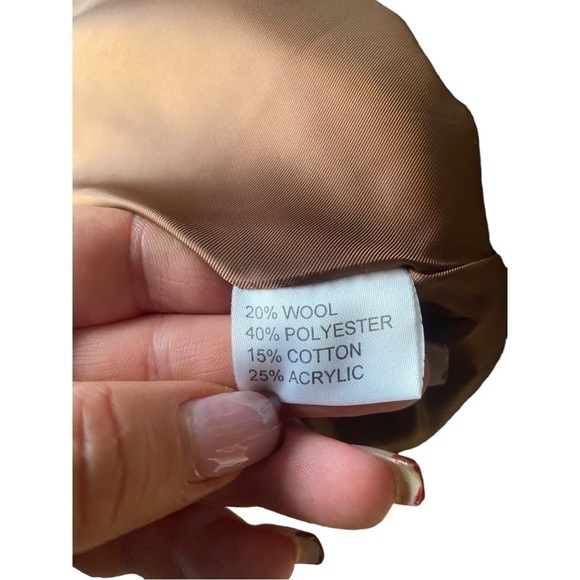 20% WOOL
40% POLYESTER
15% COTTON
25% ACRYLIC